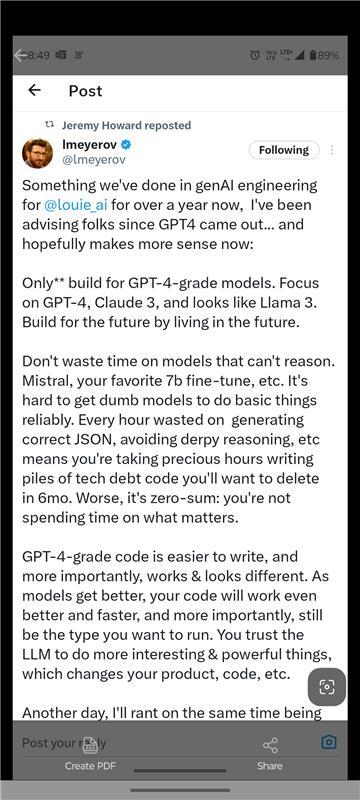 8:49 38° Vo) LTE LTE+ 89%
Post
Jeremy Howard reposted
lmeyerov
Following
@lmeyerov
Something we've done in genAI engineering
for @louie_ai for over a year now, I've been
advising folks since GPT4 came out... and
hopefully makes more sense now:
Only** build for GPT-4-grade models. Focus
on GPT-4, Claude 3, and looks like Llama 3.
Build for the future by living in the future.
Don't waste time on models that can't reason.
Mistral, your favorite 7b fine-tune, etc. It's
hard to get dumb models to do basic things
reliably. Every hour wasted on generating
correct JSON, avoiding derpy reasoning, etc
means you're taking precious hours writing
piles of tech debt code you'll want to delete
in 6mo. Worse, it's zero-sum: you're not
spending time on what matters.
GPT-4-grade code is easier to write, and
more importantly, works & looks different. As
models get better, your code will work even
better and faster, and more importantly, still
be the type you want to run. You trust the
LLM to do more interesting & powerful things,
which changes your product, code, etc.
Another day, I'll rant on the same time being
Post your reply
Create PDF
Share